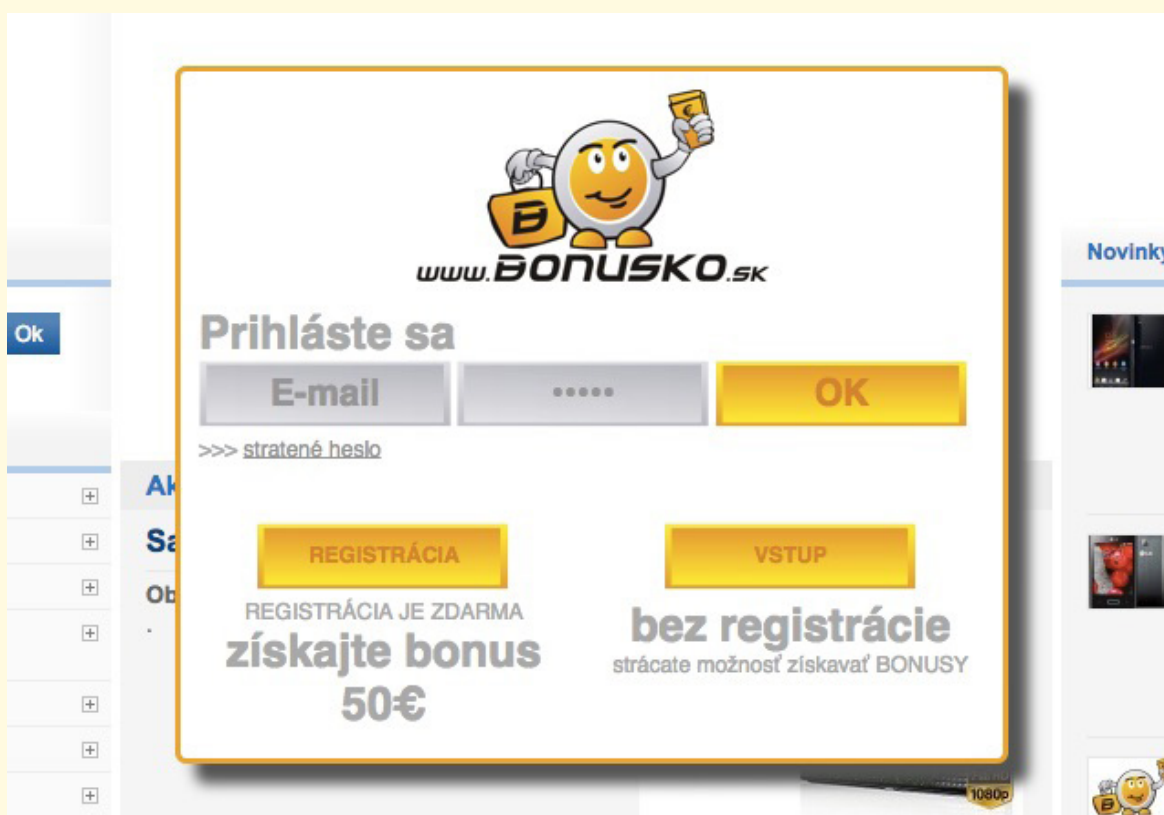 www.BONUSKO.sk
Prihláste sa
E-mail
•••••
OK
>>> stratené heslo
REGISTRÁCIA
REGISTRÁCIA JE ZDARMA
získajte bonus
50€
VSTUP
bez registrácie
strácate možnosť získavať BONUSY
Ok
Ak
Sa
Ob
Novinky
1080p